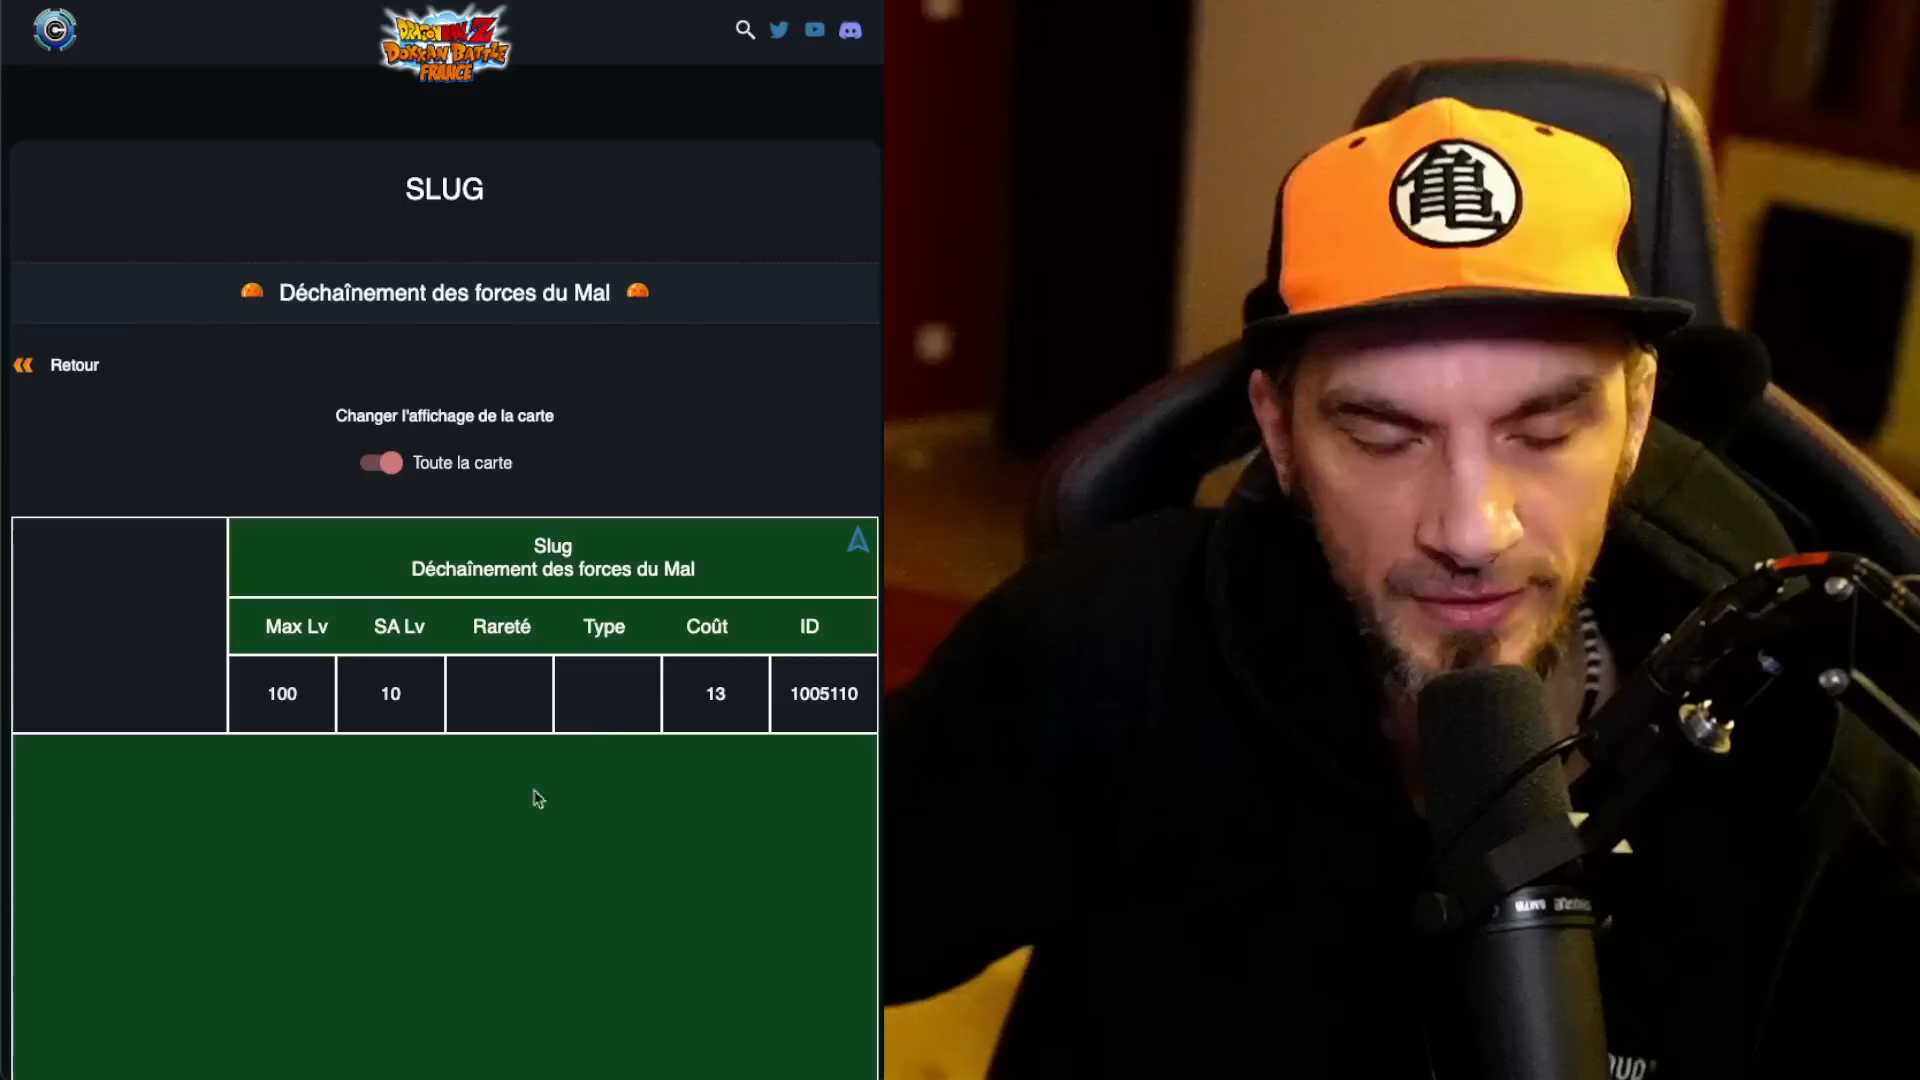 DRAGON BALL Z
DOKKAN BATTLE
FRANCE
SLUG
Déchaînement des forces du Mal
Retour
Changer l'affichage de la carte
Toute la carte
Slug
Déchaînement des forces du Mal
Max Lv SA Lv Rareté Type Coût ID
100 10 13 1005110
亀